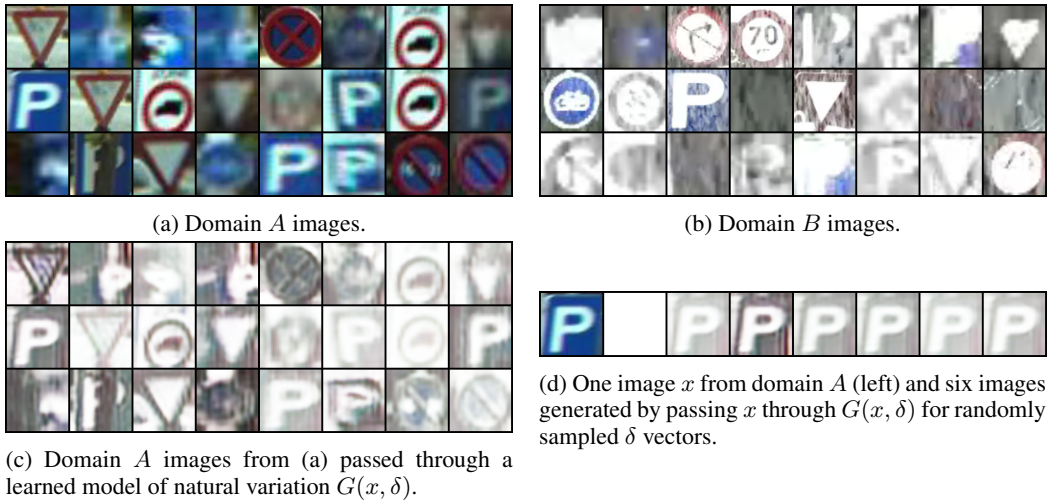 P
P
P
P
(a) Domain A images.
70
P
P
(b) Domain B images.
P
P
P
P
(c) Domain A images from (a) passed through a
learned model of natural variation G(x, δ).
P P P P P P P
(d) One image x from domain A (left) and six images
generated by passing x through G(x, δ) for randomly
sampled δ vectors.